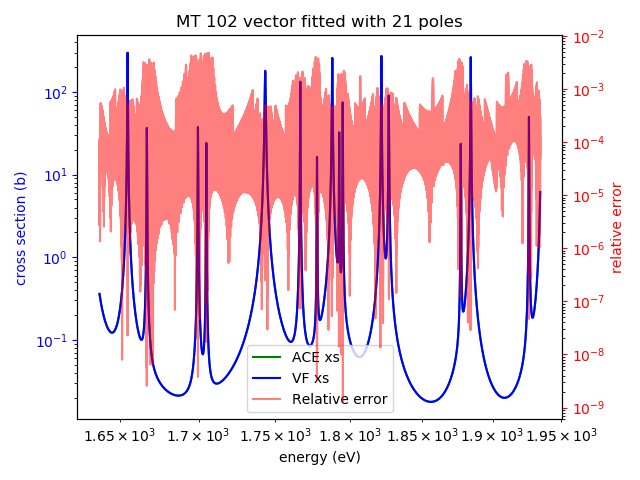 MT 102 vector fitted with 21 poles
10²
10¹
10⁰
10⁻¹
cross section (b)
10⁻²
10⁻³
10⁻⁴
10⁻⁵
10⁻⁶
10⁻⁷
10⁻⁸
10⁻⁹
relative error
ACE xs
VF xs
Relative error
1.65 × 10³ 1.7 × 10³ 1.75 × 10³ 1.8 × 10³ 1.85 × 10³ 1.9 × 10³ 1.95 × 10³
energy (eV)